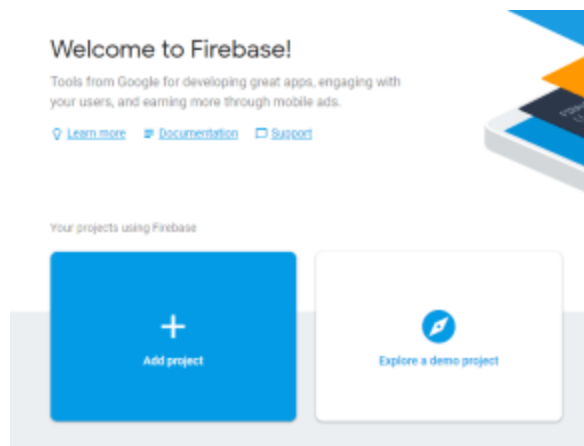 Welcome to Firebase!
Tools from Google for developing great apps, engaging with
your users, and earning more through mobile ads.
Learn more Documentation Support
Your projects using Firebase
Add project
Explore a demo project